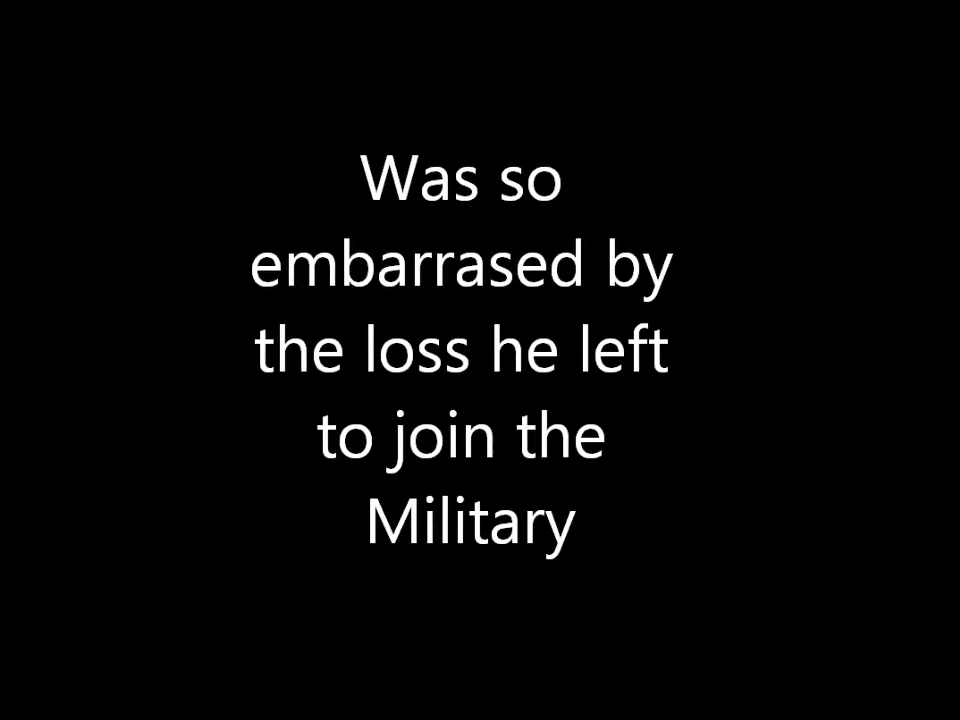 Was so
embarrased by
the loss he left
to join the
Military